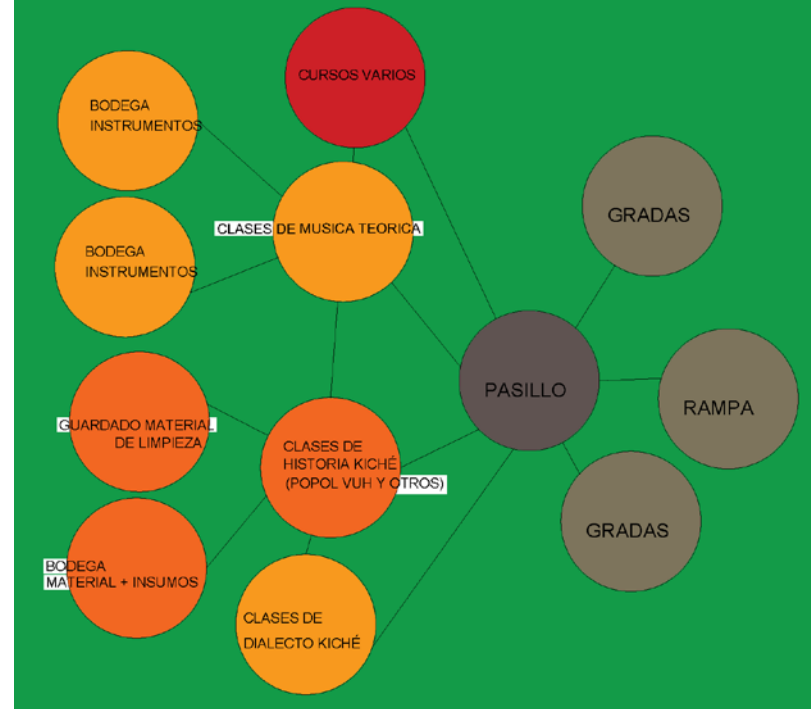 CURSOS VARIOS
BODEGA
INSTRUMENTOS
CLASES DE MUSICA TEORICA
GRADAS
BODEGA
INSTRUMENTOS
PASILLO
RAMPA
GUARDADO MATERIAL
DE LIMPIEZA
CLASES DE
HISTORIA KICHÉ
(POPOL VUH Y OTROS)
GRADAS
BODEGA
MATERIAL + INSUMOS
CLASES DE
DIALECTO KICHÉ